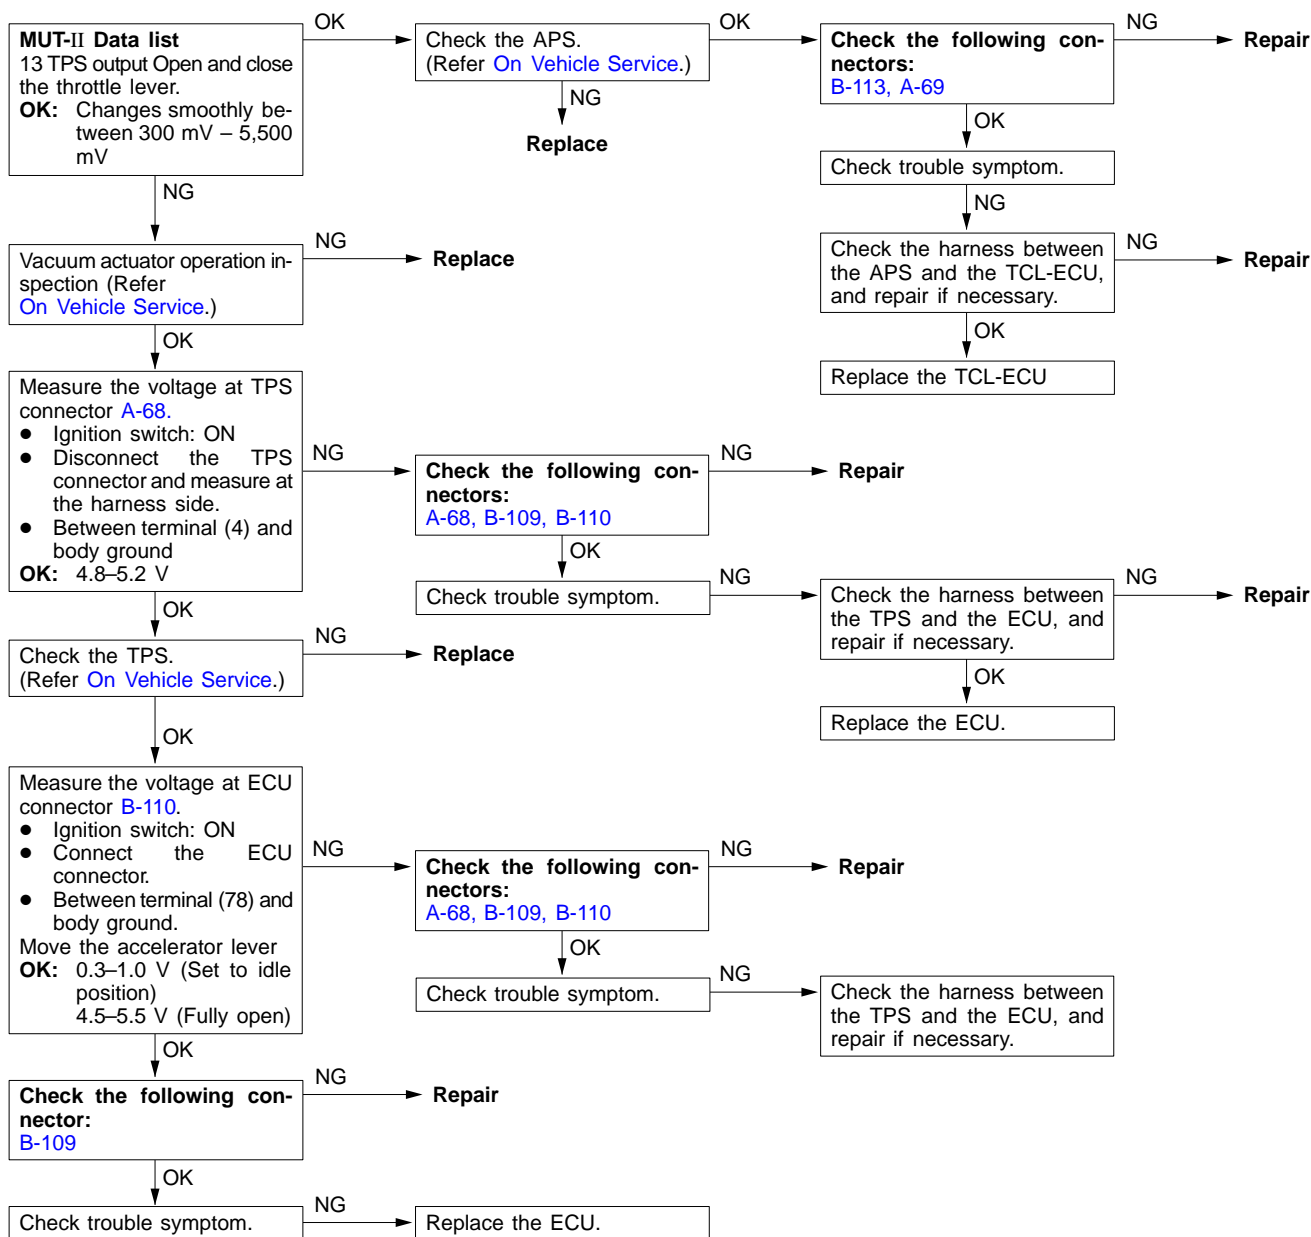 MUT-II Data list
13 TPS output Open and close
the throttle lever.
OK: Changes smoothly be-
tween 300 mV – 5,500
mV
OK
Check the APS.
(Refer On Vehicle Service.)
OK
Check the following con-
nectors:
B-113, A-69
NG
Repair
NG
Replace
OK
Check trouble symptom.
NG
Check the harness between
the APS and the TCL-ECU,
and repair if necessary.
NG
Repair
OK
Replace the TCL-ECU
NG
Vacuum actuator operation in-
spection (Refer
On Vehicle Service.)
NG
Replace
OK
Measure the voltage at TPS
connector A-68.
● Ignition switch: ON
● Disconnect the TPS
connector and measure at
the harness side.
● Between terminal (4) and
body ground
OK: 4.8–5.2 V
NG
Check the following con-
nectors:
A-68, B-109, B-110
NG
Repair
OK
Check trouble symptom.
NG
Check the harness between
the TPS and the ECU, and
repair if necessary.
NG
Repair
OK
Replace the ECU.
OK
Check the TPS.
(Refer On Vehicle Service.)
NG
Replace
OK
Measure the voltage at ECU
connector B-110.
● Ignition switch: ON
● Connect the ECU
connector.
● Between terminal (78) and
body ground.
Move the accelerator lever
OK: 0.3–1.0 V (Set to idle
position)
4.5–5.5 V (Fully open)
NG
Check the following con-
nectors:
A-68, B-109, B-110
NG
Repair
OK
Check trouble symptom.
NG
Check the harness between
the TPS and the ECU, and
repair if necessary.
OK
Check the following con-
nector:
B-109
NG
Repair
OK
Check trouble symptom.
NG
Replace the ECU.